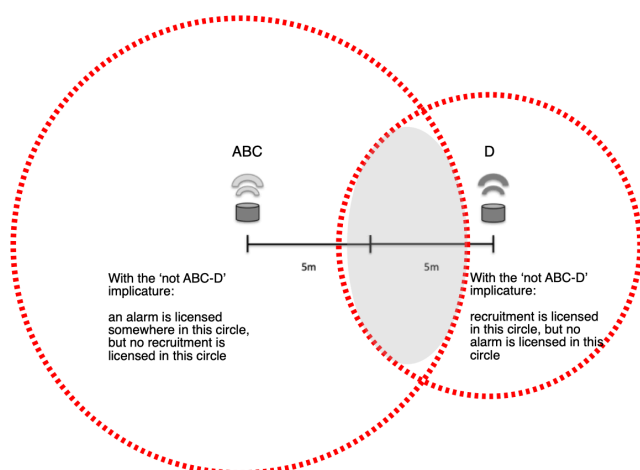 ABC
D
5m
5m
With the ‘not ABC-D’
implicature:
an alarm is licensed
somewhere in this circle,
but no recruitment is
licensed in this circle
With the ‘not ABC-D’
implicature:
recruitment is licensed
in this circle, but no
alarm is licensed in this
circle